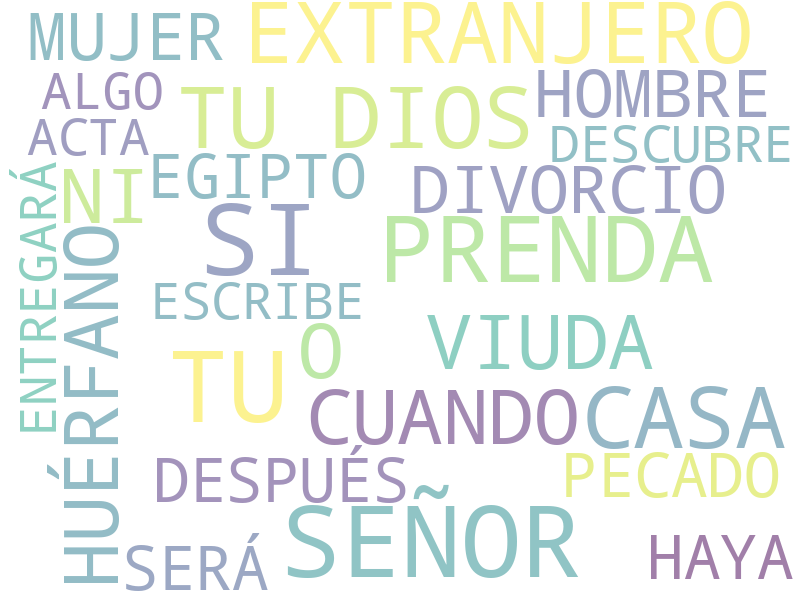 MUJER
EXTRANJERO
ALGO
TU DIOS
HOMBRE
ACTA
DESCUBRE
EGIPTO
NI
DIVORCIO
ENTREGARÁ
SI
PRENDA
HUÉRFANO
ESCRIBE
VIUDA
O
TU
CUANDO
CASA
DESPUÉS
PECADO
SEÑOR
SERÁ
HAYA